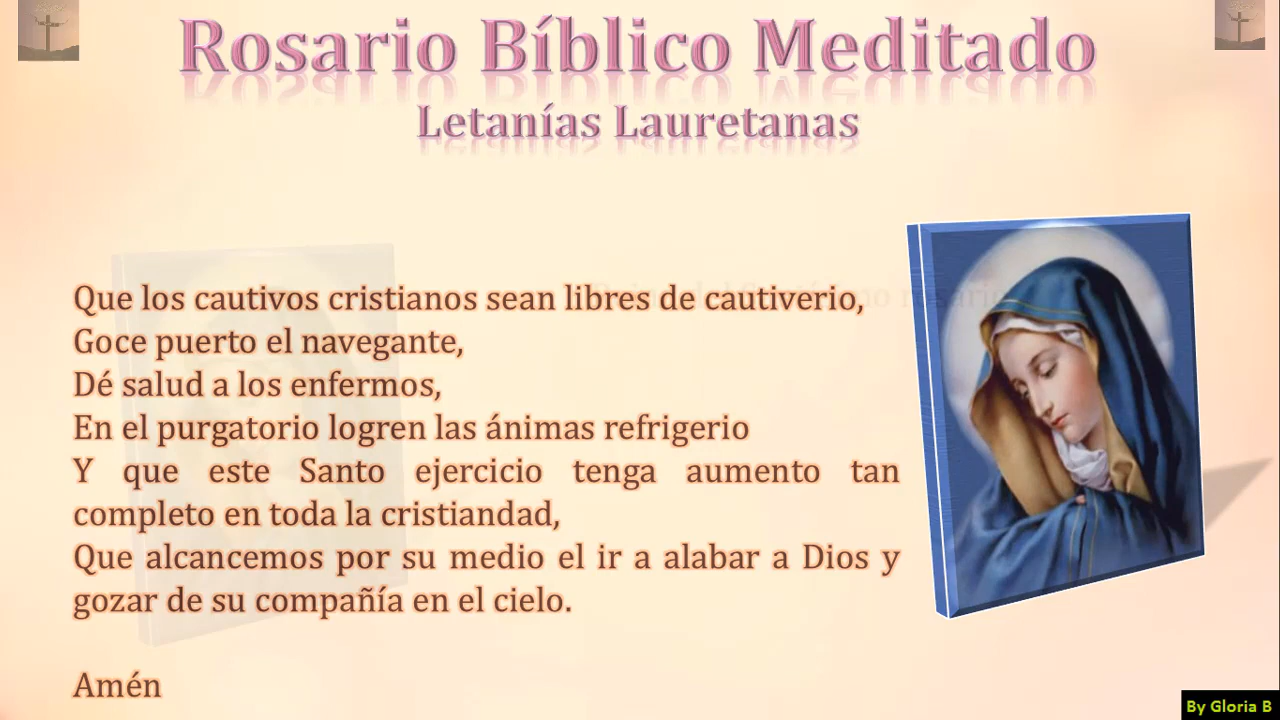 Rosario Bíblico Meditado
Letanías Lauretanas
Que los cautivos cristianos sean libres de cautiverio,
Goce puerto el navegante,
Dé salud a los enfermos,
En el purgatorio logren las ánimas refrigerio
Y que este Santo ejercicio tenga aumento tan
completo en toda la cristiandad,
Que alcancemos por su medio el ir a alabar a Dios y
gozar de su compañía en el cielo.
Amén
By Gloria B